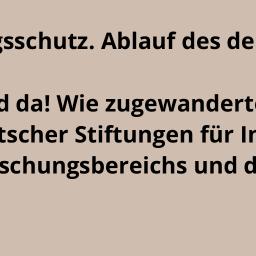 gsschutz. Ablauf des de
d da! Wie zugewanderte
tscher Stiftungen für In
schungsbereichs und d